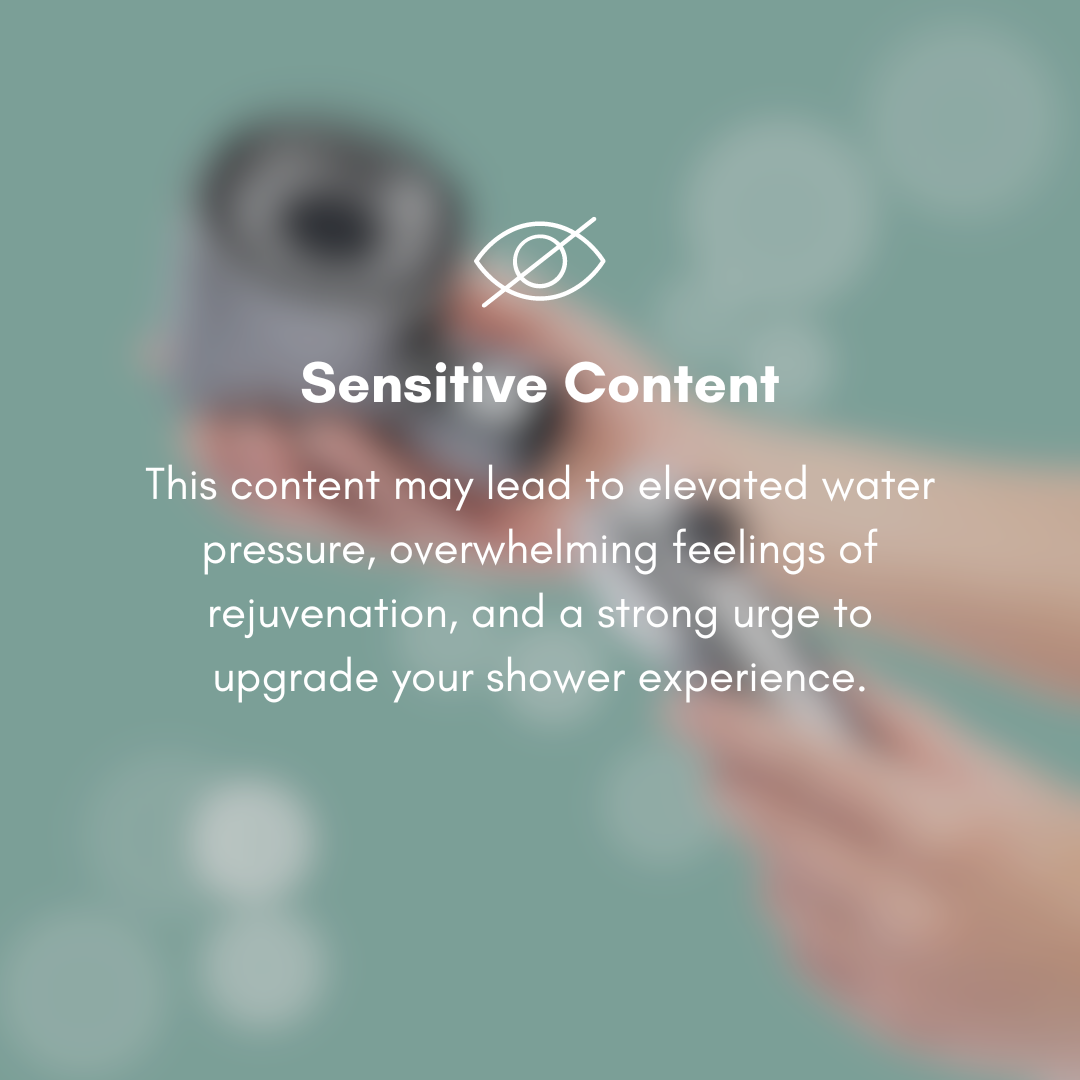 Sensitive Content
This content may lead to elevated water
pressure, overwhelming feelings of
rejuvenation, and a strong urge to
upgrade your shower experience.